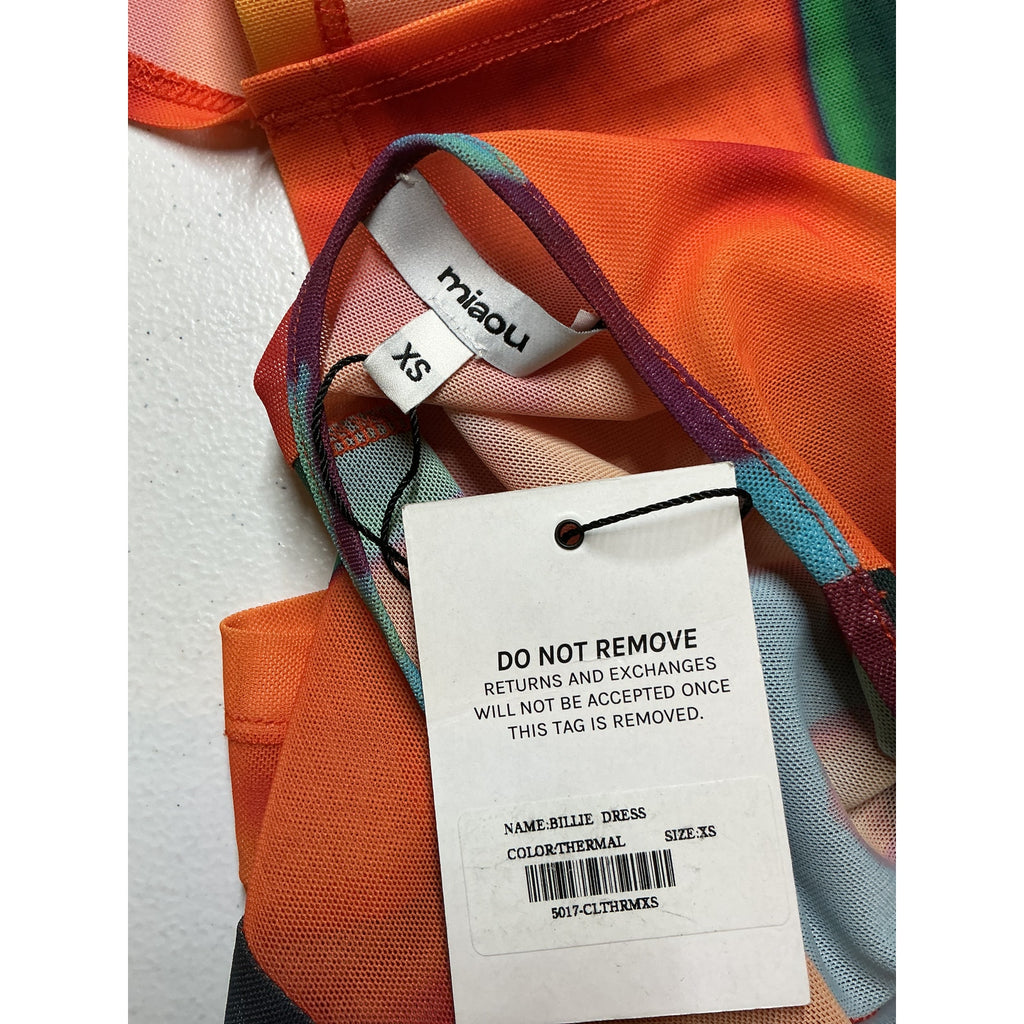 miaou
XS
DO NOT REMOVE
RETURNS AND EXCHANGES
WILL NOT BE ACCEPTED ONCE
THIS TAG IS REMOVED.
NAME:BILLIE DRESS
COLOR:THERMAL SIZE:XS
5017-CLTHRMXS